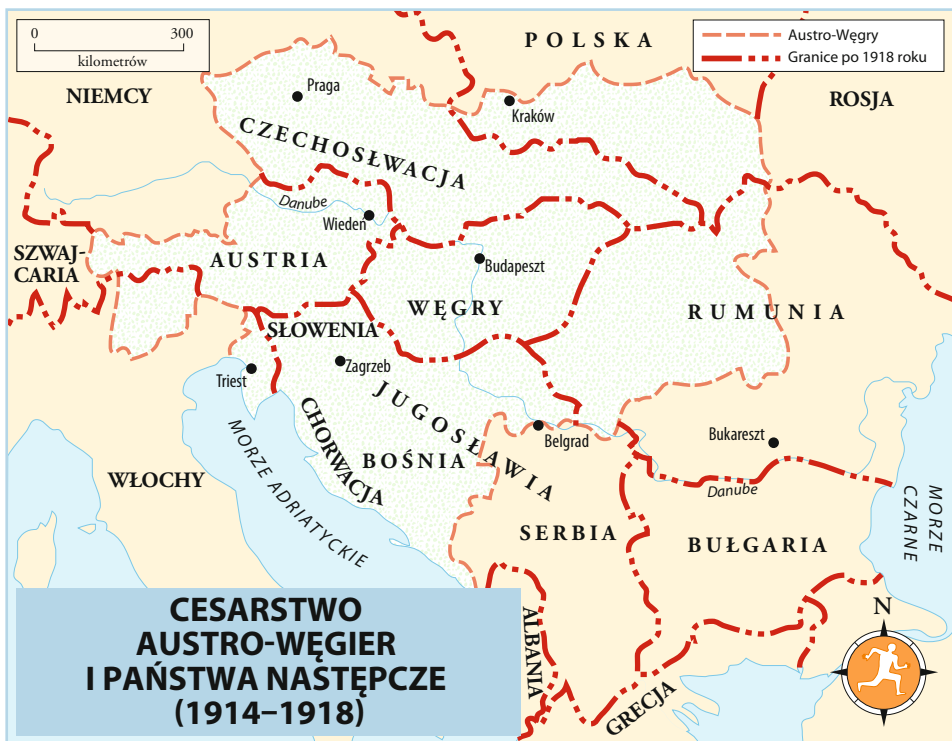 0 300
kilometrów
POLSKA
Austro-Węgry
Granice po 1918 roku
NIEMCY
Praga
Kraków
ROSJA
CZECHOSŁWACJA
Danube
Wiedeń
SZWAJ-
CARIA
AUSTRIA
Budapeszt
WĘGRY
RUMUNIA
SŁOWENIA
Zagrzeb
Triest
JUGOSŁAWIA
CHORWACJA
BOŚNIA
Belgrad
Bukareszt
MORZE ADRIATYCKIE
WŁOCHY
Danube
MORZE
CZARNE
SERBIA
BUŁGARIA
ALBANIA
GRECJA
N
CESARSTWO
AUSTRO-WĘGIER
I PAŃSTWA NASTĘPCZE
(1914–1918)